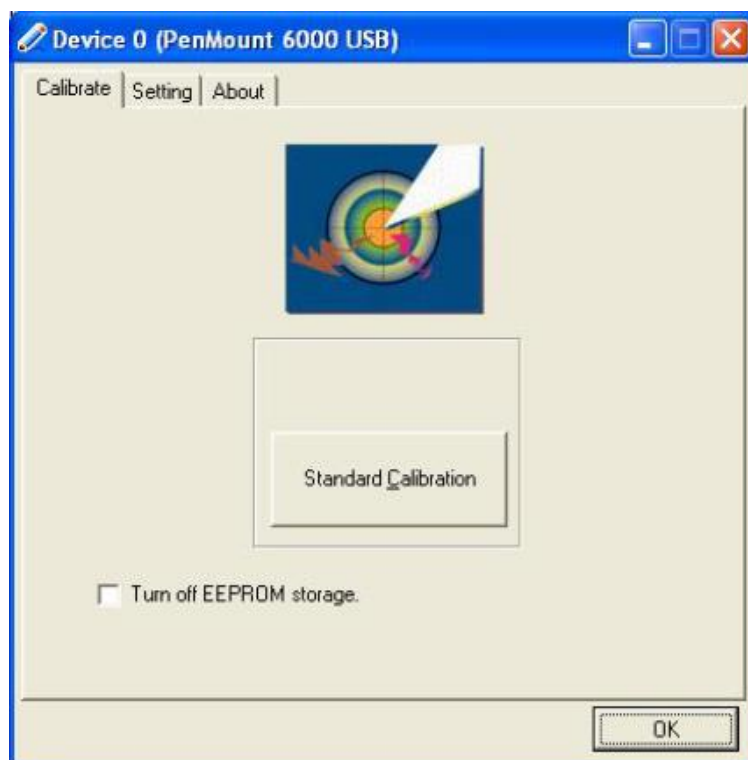 Device 0 (PenMount 6000 USB)
Calibrate Setting About
Standard Calibration
Turn off EEPROM storage.
OK